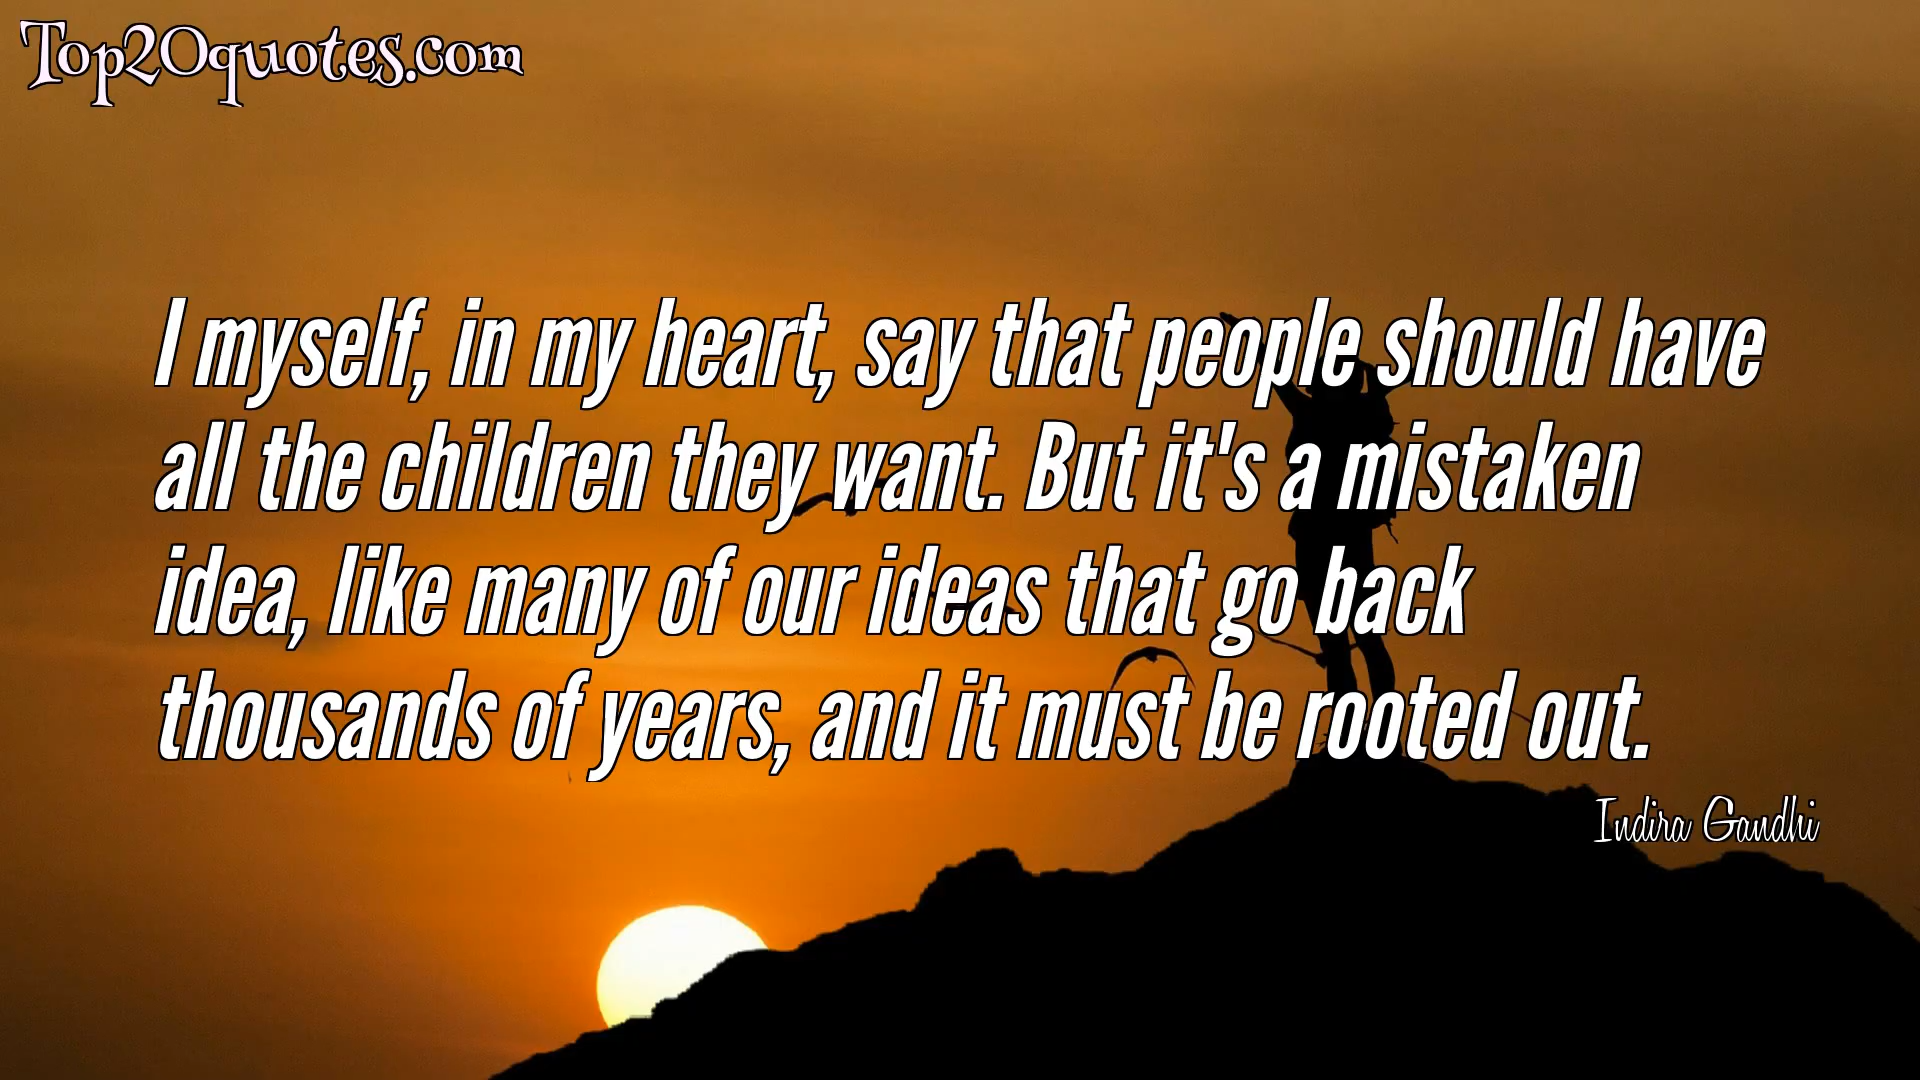 Top20quotes.com
I myself, in my heart, say that people should have
all the children they want. But it's a mistaken
idea, like many of our ideas that go back
thousands of years, and it must be rooted out.
Indira Gandhi